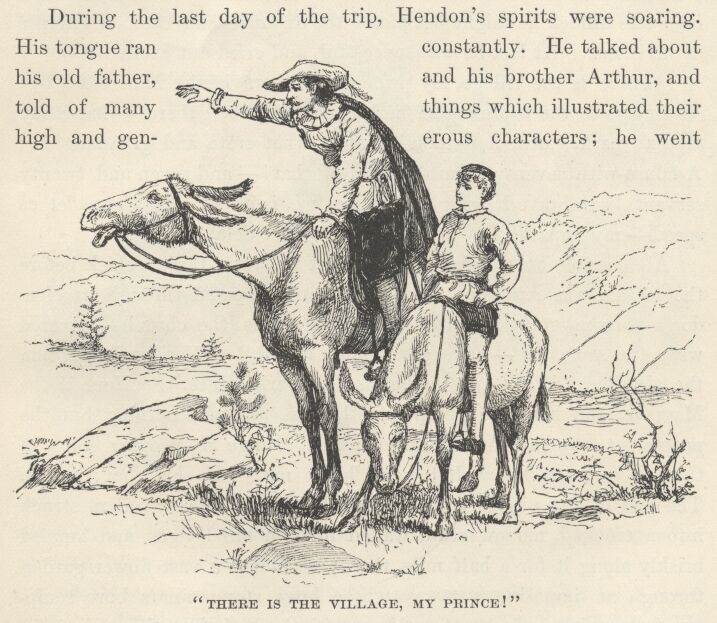 During the last day of the trip, Hendon's spirits were soaring.
His tongue ran constantly. He talked about
his old father, and his brother Arthur, and
told of many things which illustrated their
high and gen- erous characters; he went
"THERE IS THE VILLAGE, MY PRINCE!"